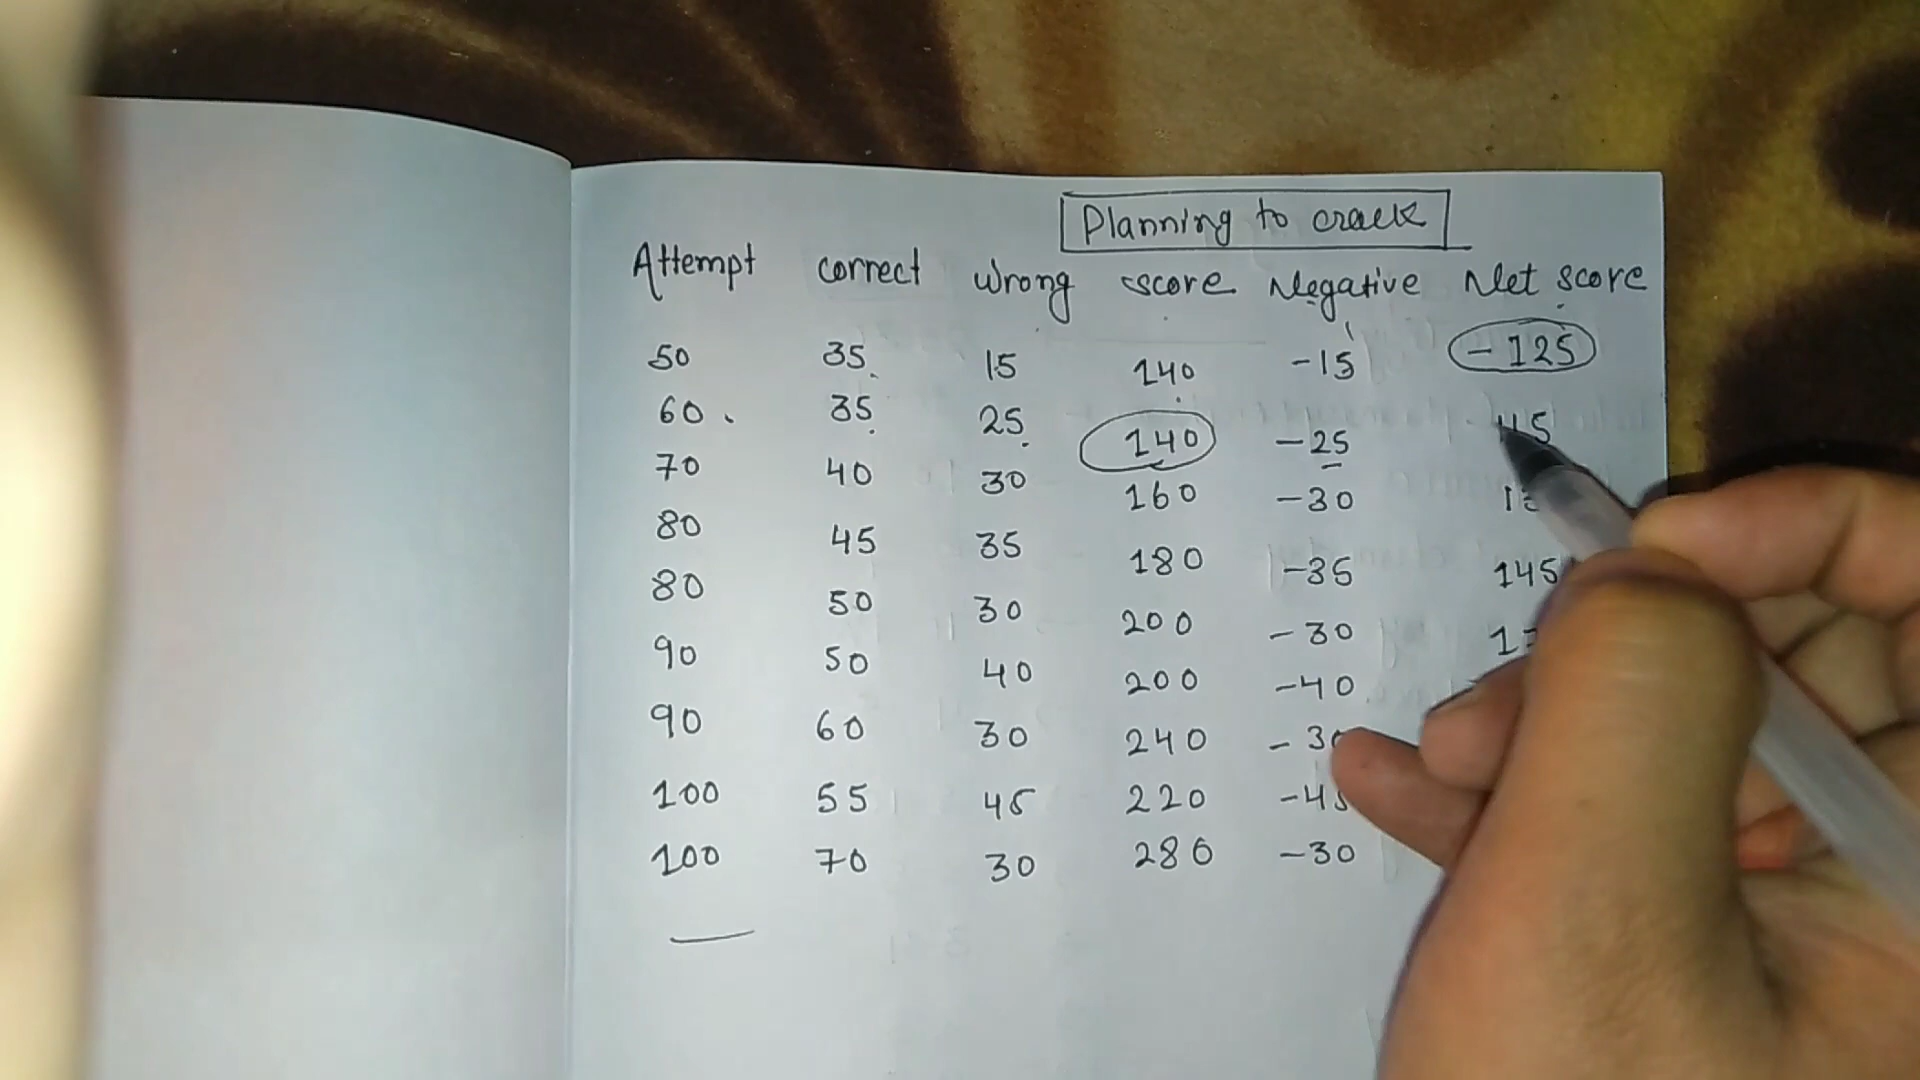 Planning to crack
Attempt correct wrong score Negative Net score
50 35 15 140 -15 -125
60 35 25 140 -25
70 40 30 160 -30
80 45 35 180 -35 145
80 50 30 200 -30
90 50 40 200 -40
90 60 30 240 -30
100 55 45 220 -45
100 70 30 280 -30